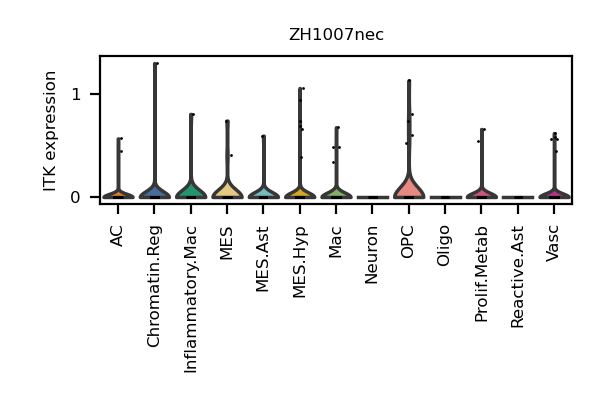 ZH1007nec
ITK expression
1
0
AC
Chromatin.Reg
Inflammatory.Mac
MES
MES.Ast
MES.Hyp
Mac
Neuron
OPC
Oligo
Prolif.Metab
Reactive.Ast
Vasc